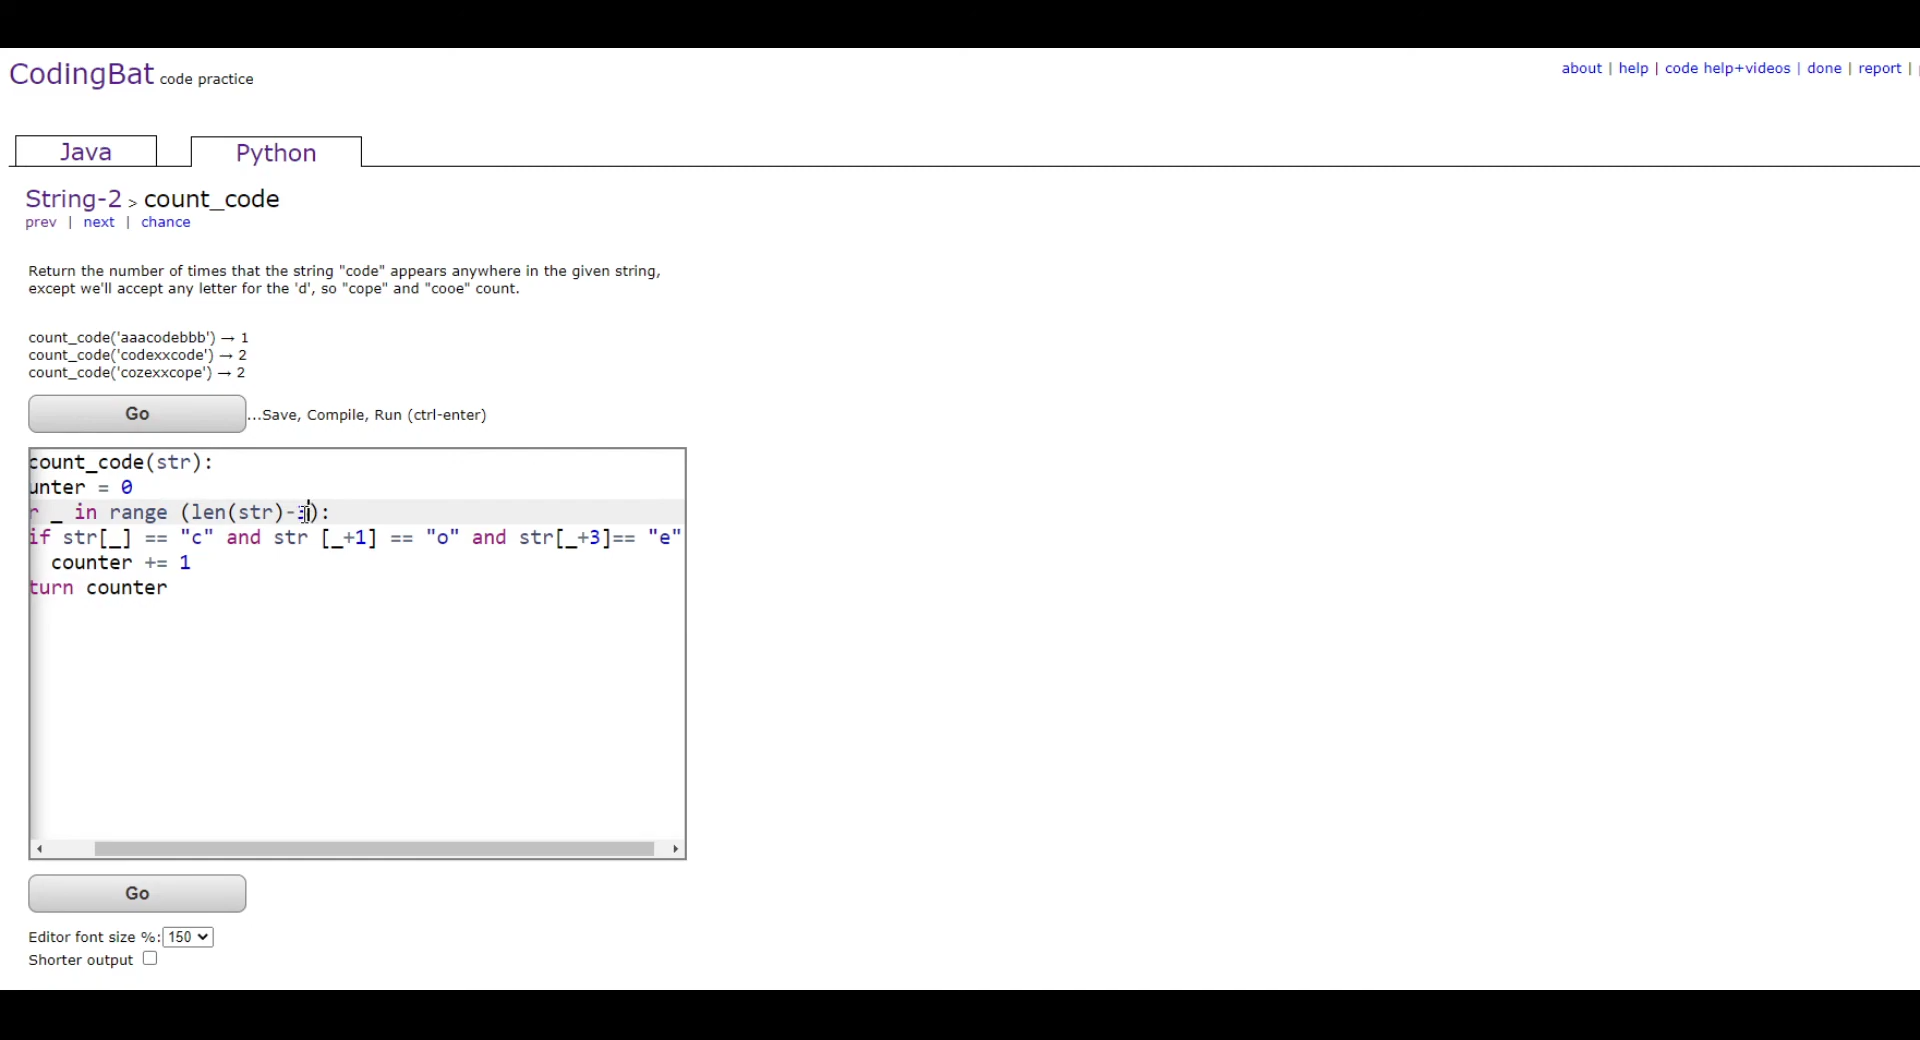 CodingBat code practice
about | help | code help+videos | done | report |
Java
Python
String-2 > count_code
prev | next | chance
Return the number of times that the string "code" appears anywhere in the given string,
except we'll accept any letter for the 'd', so "cope" and "cooe" count.
count_code('aaacodebbb') → 1
count_code('codexxcode') → 2
count_code('cozexxcope') → 2
Go ...Save, Compile, Run (ctrl-enter)
count_code(str):
unter = 0
r _ in range (len(str)-):
if str[_] == "c" and str [_+1] == "o" and str[_+3]== "e"
counter += 1
turn counter
Go
Editor font size %: 150
Shorter output